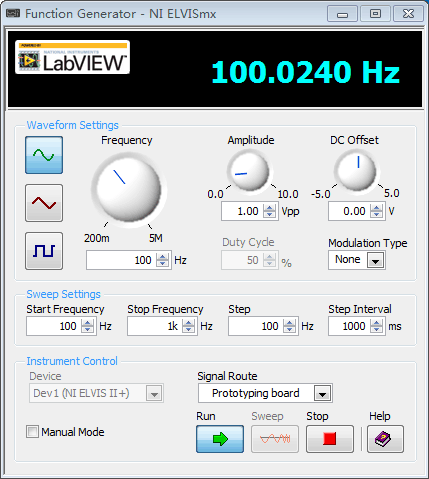 Function Generator - NI ELVISmx
POWERED BY
NATIONAL INSTRUMENTS
LabVIEW™
100.0240 Hz
Waveform Settings
Frequency
Amplitude
DC Offset
0.0 10.0 -5.0 5.0
200m 5M
1.00 Vpp 0.00 V
100 Hz
Duty Cycle
Modulation Type
50 %
None
Sweep Settings
Start Frequency Stop Frequency Step Step Interval
100 Hz 1k Hz 100 Hz 1000 ms
Instrument Control
Device
Signal Route
Dev1 (NI ELVIS II+)
Prototyping board
Run Sweep Stop Help
Manual Mode